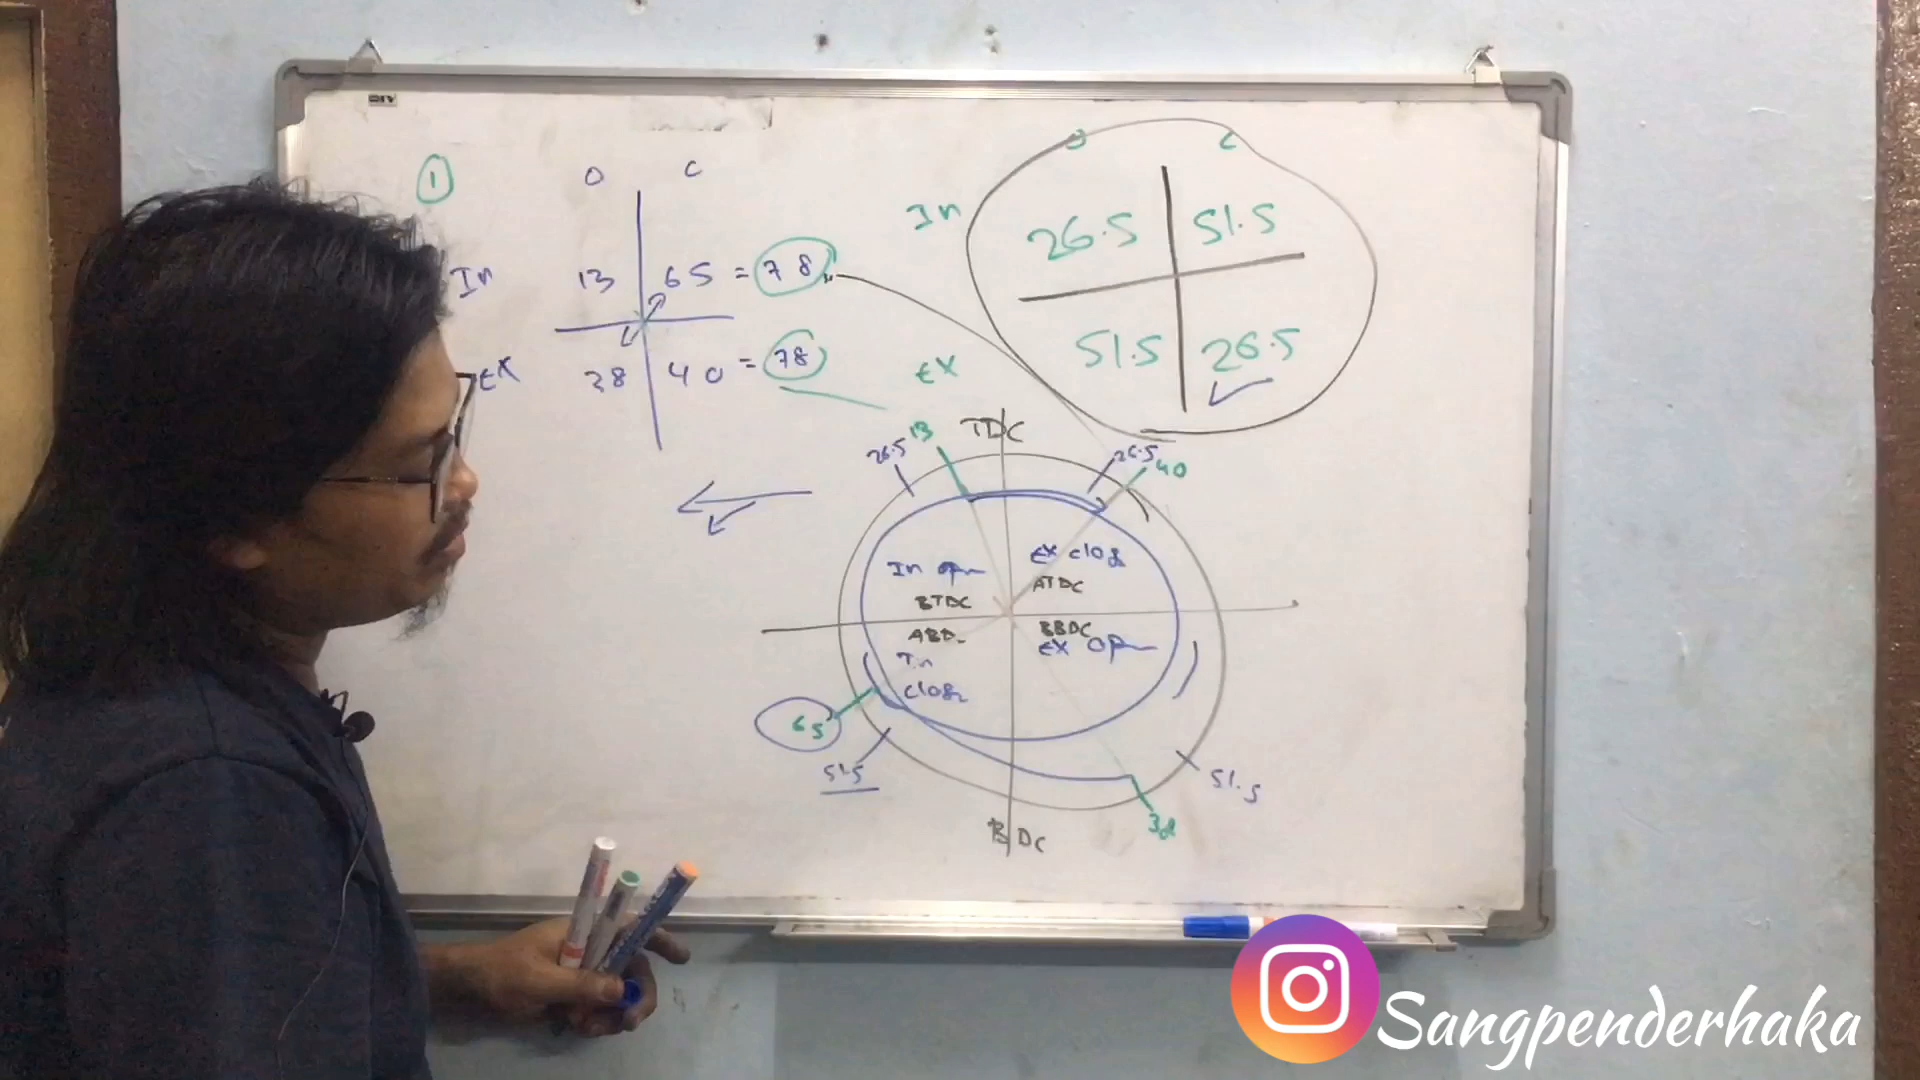 1
O C
In 13 65 = 78
EX 38 40 = 78
O C
In 26.5 51.5
EX 51.5 26.5
TDC
26.5 13 26.5 40
In open EX close
BTDC ATDC
ABD BBDC
In EX open
close
65
51.5 51.5
38
BDC
Sangpenderhaka